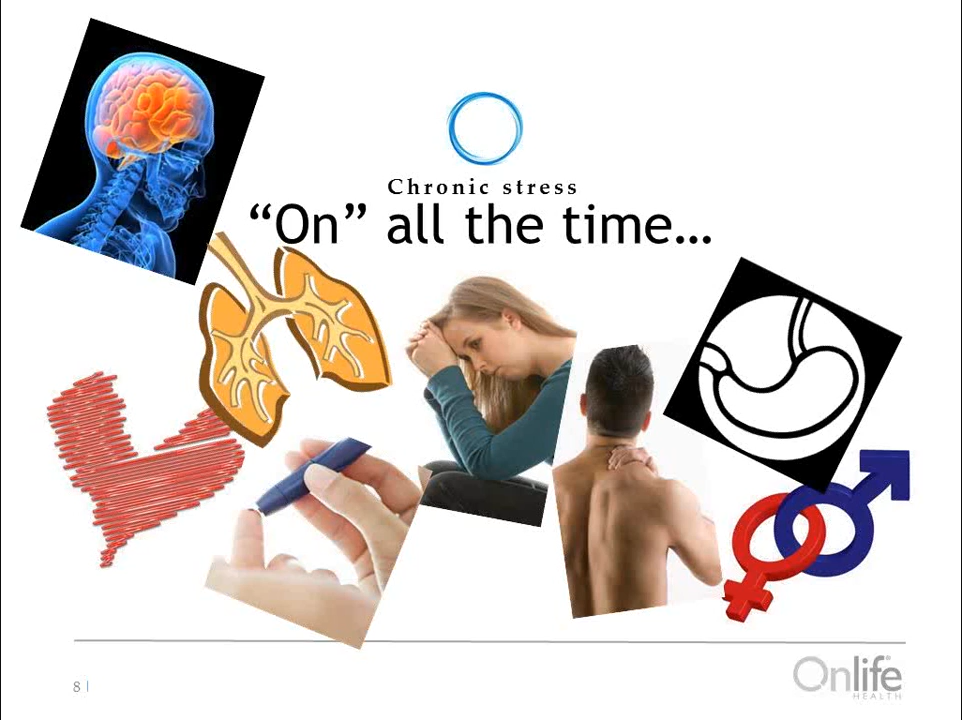 Chronic stress
“On” all the time…
8 |
Onlife
HEALTH